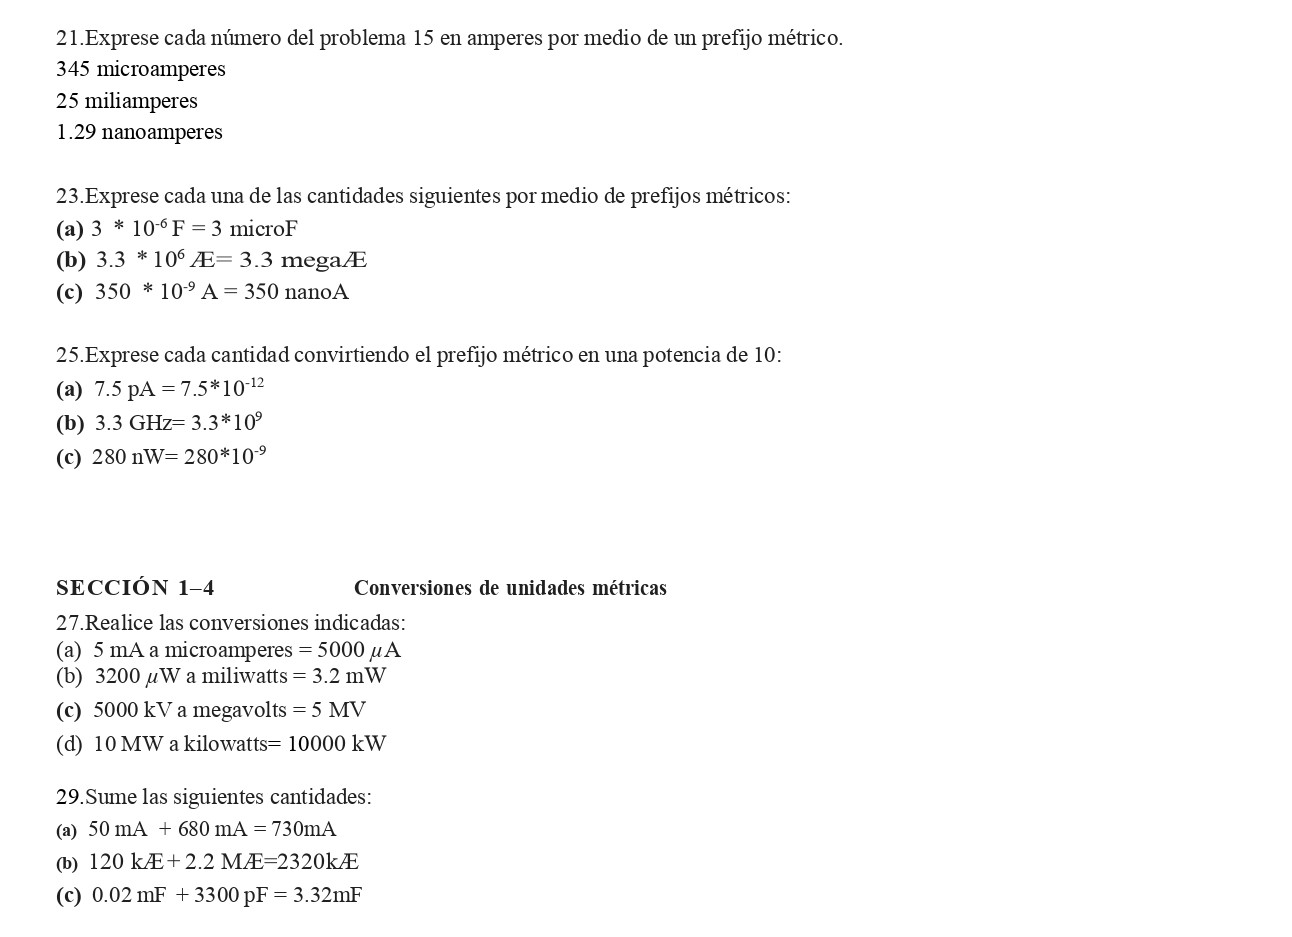 21.Exprese cada número del problema 15 en amperes por medio de un prefijo métrico.
345 microamperes
25 miliamperes
1.29 nanoamperes
23.Exprese cada una de las cantidades siguientes por medio de prefijos métricos:
(a) 3 * 10⁻⁶ F = 3 microF
(b) 3.3 * 10⁶ Æ= 3.3 megaÆ
(c) 350 * 10⁻⁹ A = 350 nanoA
25.Exprese cada cantidad convirtiendo el prefijo métrico en una potencia de 10:
(a) 7.5 pA = 7.5*10⁻¹²
(b) 3.3 GHz= 3.3*10⁹
(c) 280 nW= 280*10⁻⁹
SECCIÓN 1–4 Conversiones de unidades métricas
27.Realice las conversiones indicadas:
(a) 5 mA a microamperes = 5000 μA
(b) 3200 μW a miliwatts = 3.2 mW
(c) 5000 kV a megavolts = 5 MV
(d) 10 MW a kilowatts= 10000 kW
29.Sume las siguientes cantidades:
(a) 50 mA + 680 mA = 730mA
(b) 120 kÆ + 2.2 MÆ=2320kÆ
(c) 0.02 mF + 3300 pF = 3.32mF